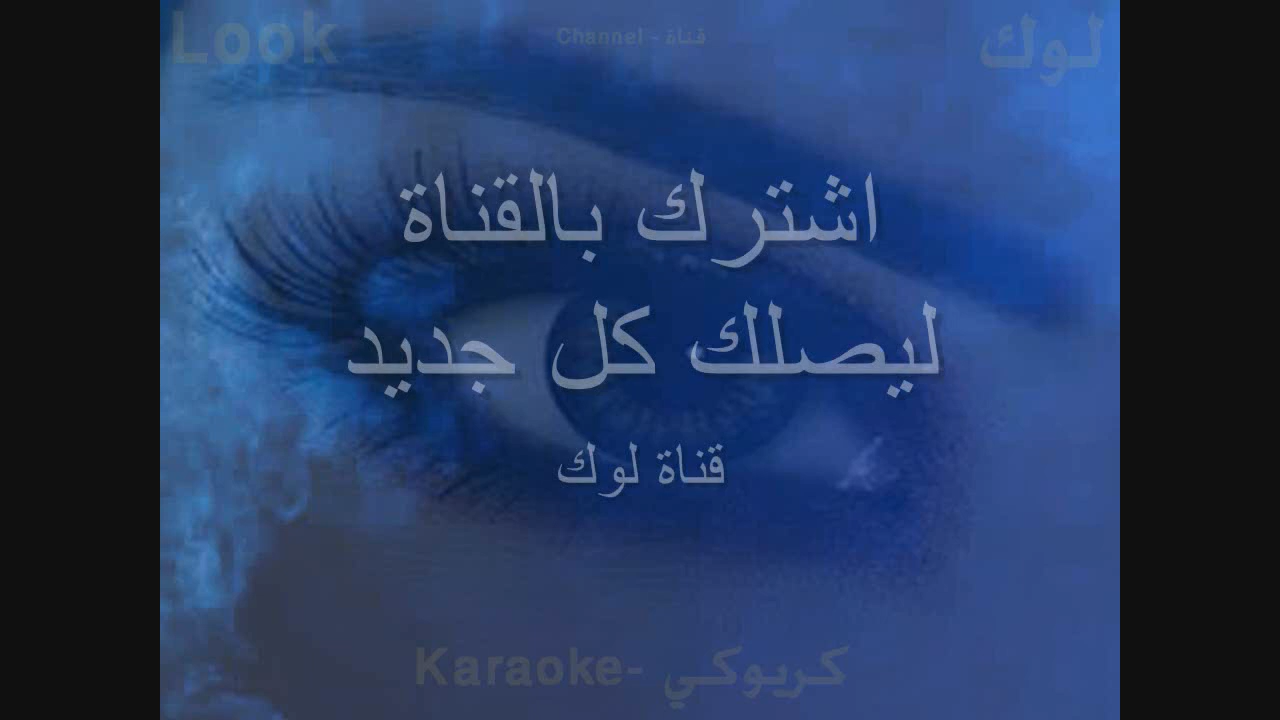 Look
Channel - قناة
لوك
اشترك بالقناة
ليصلك كل جديد
قناة لوك
Karaoke- كريوكي